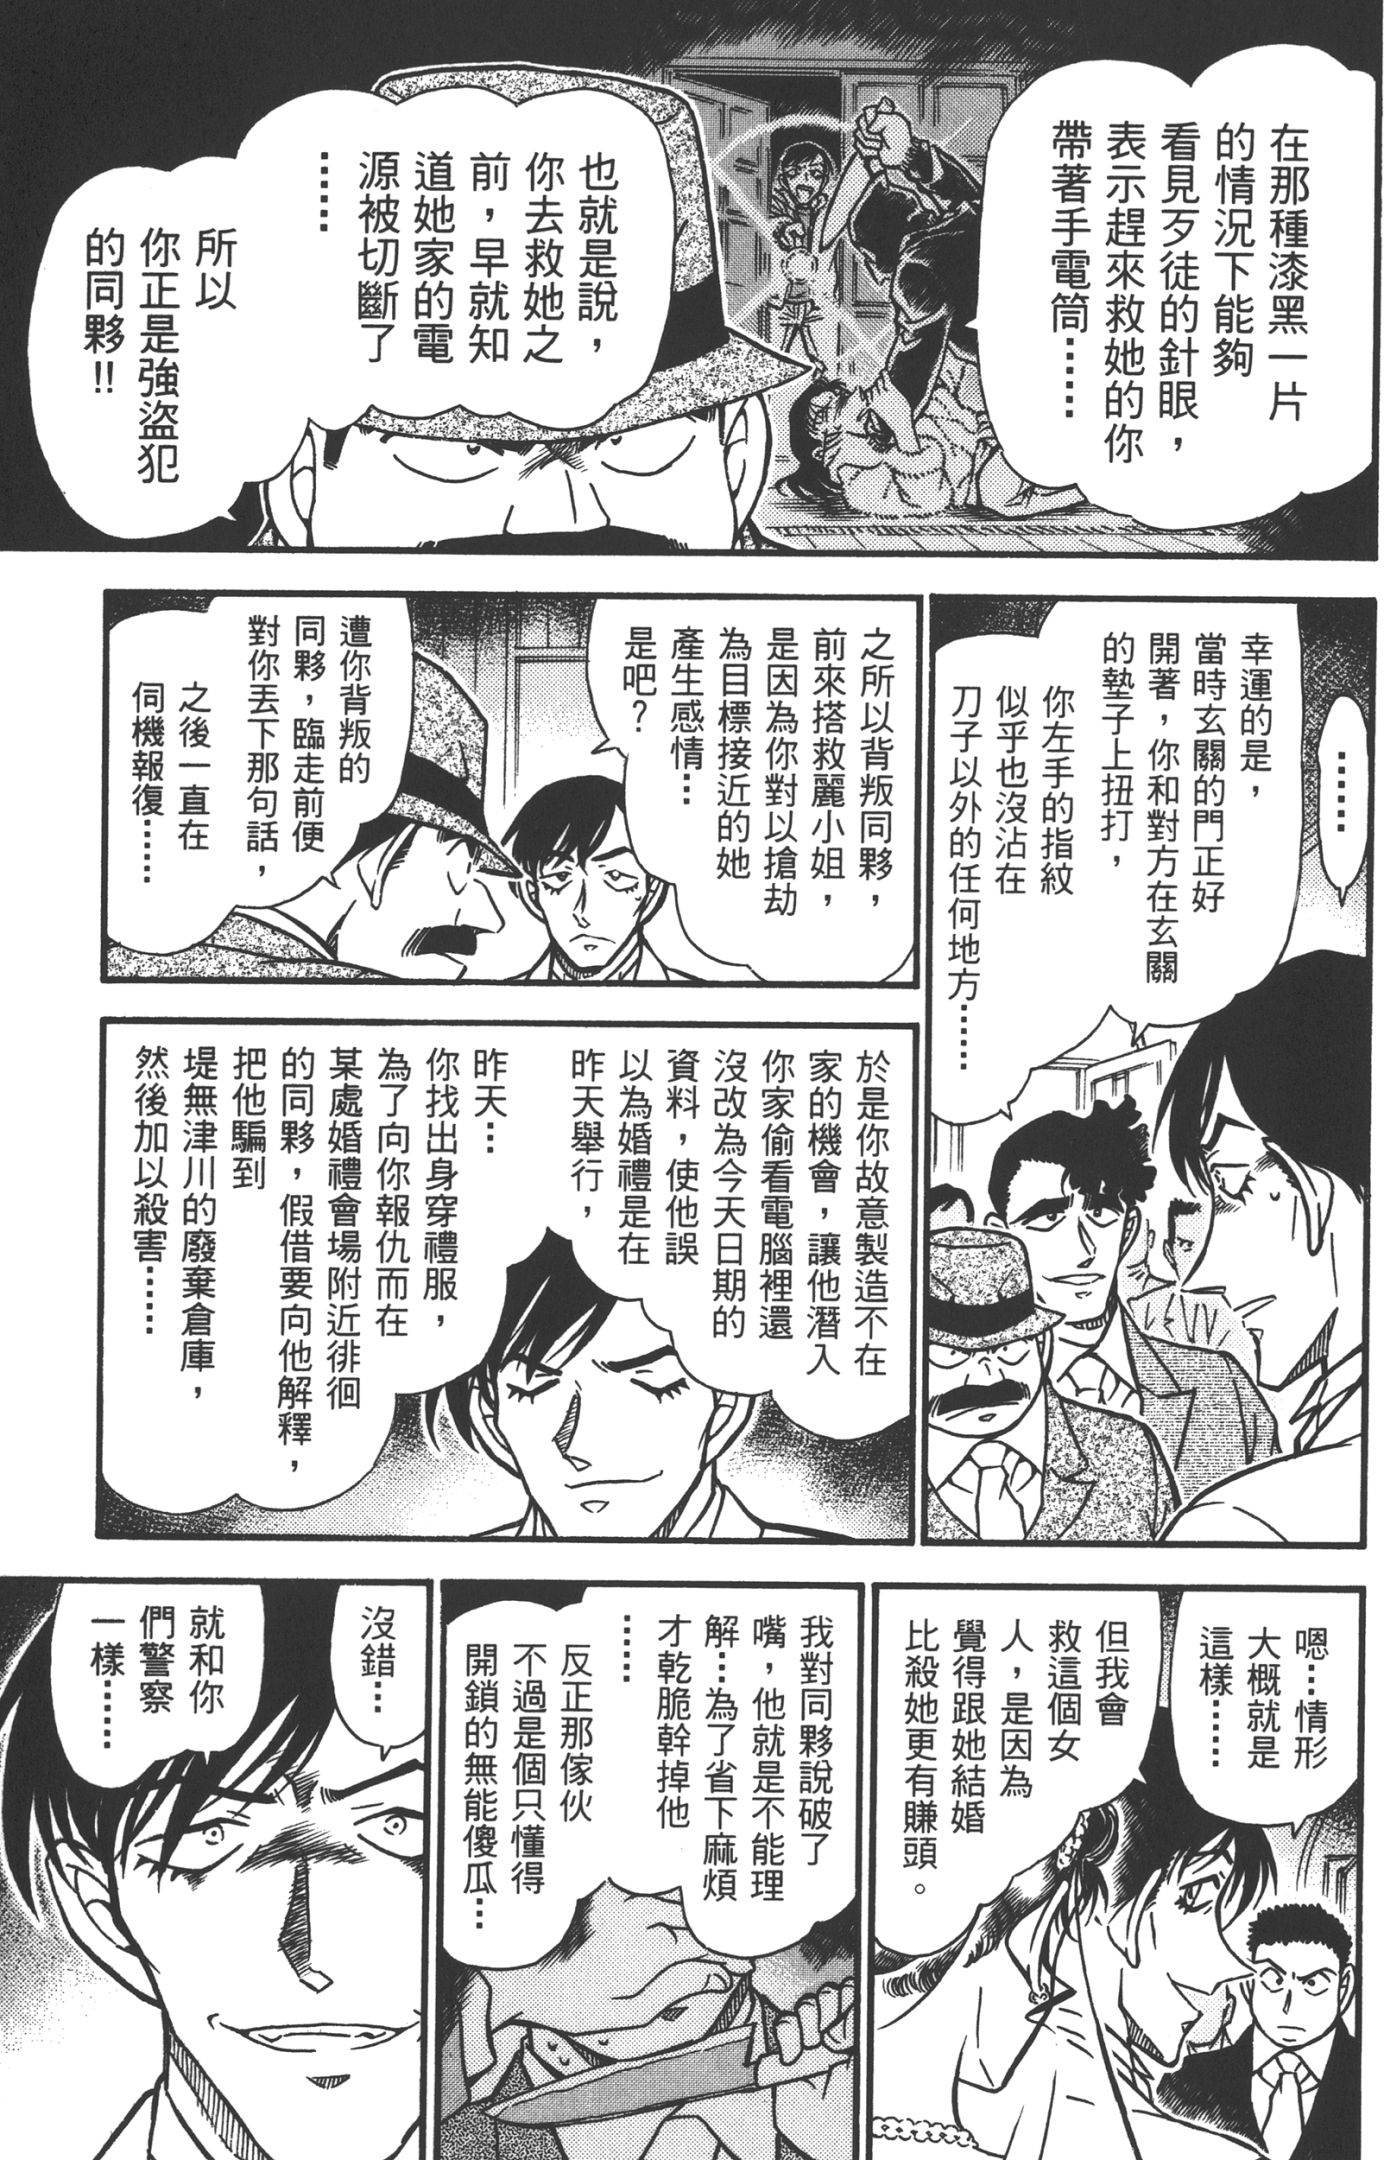 在那種漆黑一片
的情況下能夠
看見歹徒的針眼，
表示趕來救她的你
帶著手電筒……
也就是說，
你去救她之
前，早就知
道她家的電
源被切斷了
……
所以
你正是強盜犯
的同夥!!
……
幸運的是，
當時玄關的門正好
開著，你和對方在玄關
的墊子上扭打，
你左手的指紋
似乎也沒沾在
刀子以外的任何地方……
之所以背叛同夥，
前來搭救麗小姐，
是因為你對以搶劫
為目標接近的她
產生感情…
是吧？
遭你背叛的
同夥，臨走前便
對你丟下那句話，
之後一直在
伺機報復……
於是你故意製造不在
家的機會，讓他潛入
你家偷看電腦裡還
沒改為今天日期的
資料，使他誤
以為婚禮是在
昨天舉行，
昨天…
你找出身穿禮服，
為了向你報仇而在
某處婚禮會場附近徘徊
的同夥，假借要向他解釋，
把他騙到
堤無津川的廢棄倉庫，
然後加以殺害……
嗯…情形
大概就是
這樣……
但我會
救這個女
人，是因為
覺得跟她結婚
比殺她更有賺頭。
我對同夥說破了
嘴，他就是不能理
解…為了省下麻煩
才乾脆幹掉他
……
反正那傢伙
不過是個只懂得
開鎖的無能傻瓜…
沒錯…
就和你
們警察
一樣……